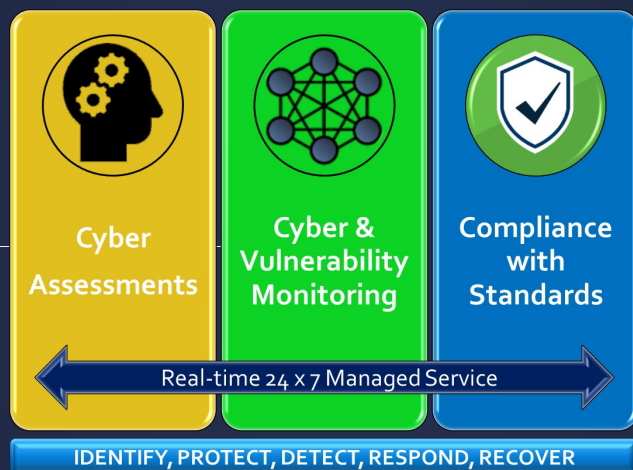 Cyber
Assessments
Cyber &
Vulnerability
Monitoring
Compliance
with
Standards
Real-time 24 x 7 Managed Service
IDENTIFY, PROTECT, DETECT, RESPOND, RECOVER